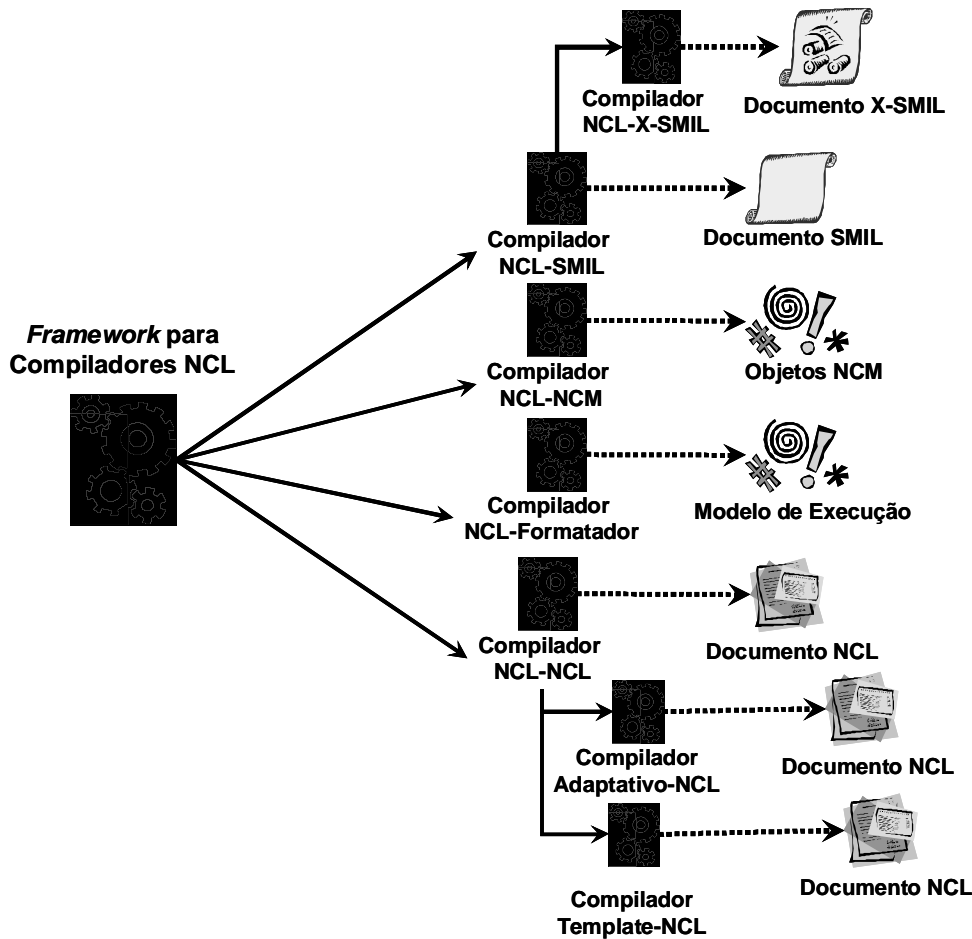 Compilador
NCL-X-SMIL
Documento X-SMIL
Compilador
NCL-SMIL
Documento SMIL
Framework para
Compiladores NCL
Compilador
NCL-NCM
Objetos NCM
Compilador
NCL-Formatador
Modelo de Execução
Compilador
NCL-NCL
Documento NCL
Compilador
Adaptativo-NCL
Documento NCL
Compilador
Template-NCL
Documento NCL